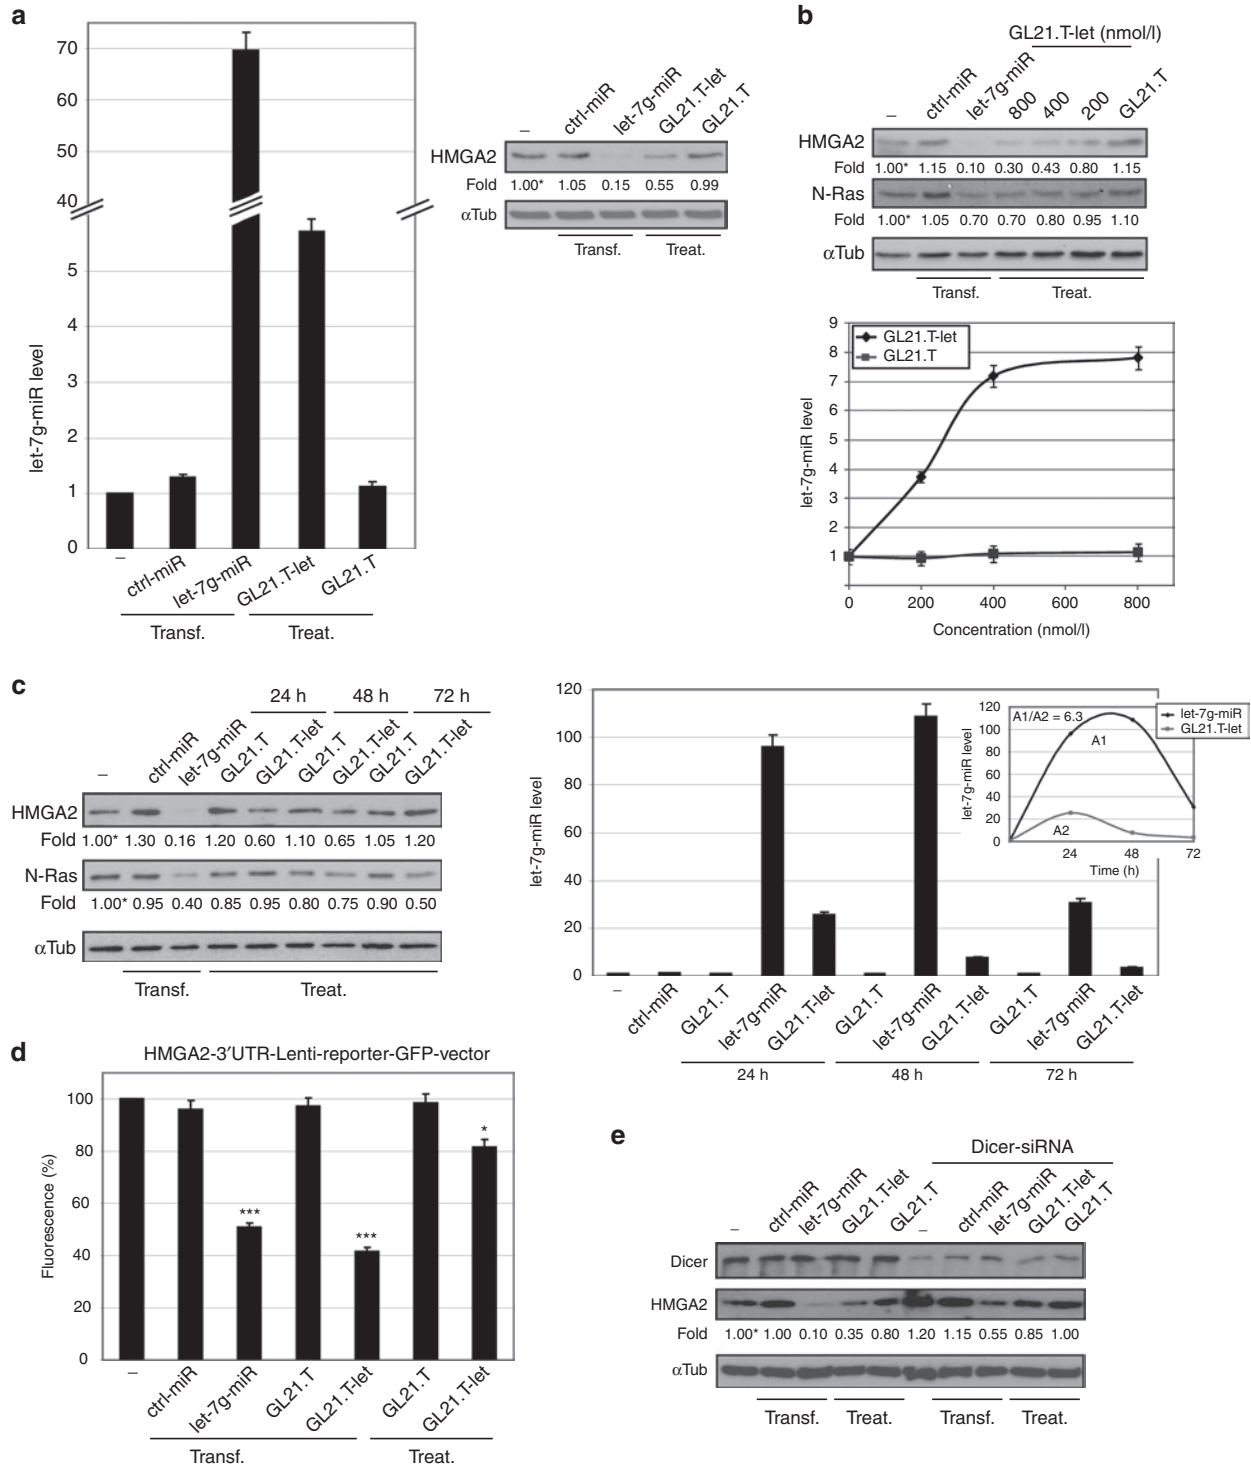 a
70
60
50
40
5
4
3
2
1
0
let-7g-miR level
–
ctrl-miR
let-7g-miR
GL21.T-let
GL21.T
Transf.
Treat.
–
ctrl-miR
let-7g-miR
GL21.T-let
GL21.T
HMGA2
Fold 1.00* 1.05 0.15 0.55 0.99
αTub
Transf.
Treat.
b
GL21.T-let (nmol/l)
–
ctrl-miR
let-7g-miR
800
400
200
GL21.T
HMGA2
Fold 1.00* 1.15 0.10 0.30 0.43 0.80 1.15
N-Ras
Fold 1.00* 1.05 0.70 0.70 0.80 0.95 1.10
αTub
Transf.
Treat.
9
8
7
6
5
4
3
2
1
let-7g-miR level
GL21.T-let
GL21.T
0 200 400 600 800
Concentration (nmol/l)
c
24 h 48 h 72 h
–
ctrl-miR
let-7g-miR
GL21.T
GL21.T-let
GL21.T
GL21.T-let
GL21.T
GL21.T-let
HMGA2
Fold 1.00* 1.30 0.16 1.20 0.60 1.10 0.65 1.05 1.20
N-Ras
Fold 1.00* 0.95 0.40 0.85 0.95 0.80 0.75 0.90 0.50
αTub
Transf.
Treat.
120
100
80
60
40
20
0
let-7g-miR level
–
ctrl-miR
GL21.T
let-7g-miR
GL21.T-let
GL21.T
let-7g-miR
GL21.T-let
GL21.T
let-7g-miR
GL21.T-let
24 h 48 h 72 h
120
100
80
60
40
20
0
let-7g-miR level
A1/A2 = 6.3
A1
A2
let-7g-miR
GL21.T-let
24 48 72
Time (h)
d
HMGA2-3′UTR-Lenti-reporter-GFP-vector
100
80
60
40
20
0
Fluorescence (%)
***
***
*
–
ctrl-miR
let-7g-miR
GL21.T
GL21.T-let
GL21.T
GL21.T-let
Transf.
Treat.
e
Dicer-siRNA
–
ctrl-miR
let-7g-miR
GL21.T-let
GL21.T
–
ctrl-miR
let-7g-miR
GL21.T-let
GL21.T
Dicer
HMGA2
Fold 1.00* 1.00 0.10 0.35 0.80 1.20 1.15 0.55 0.85 1.00
αTub
Transf.
Treat.
Transf.
Treat.